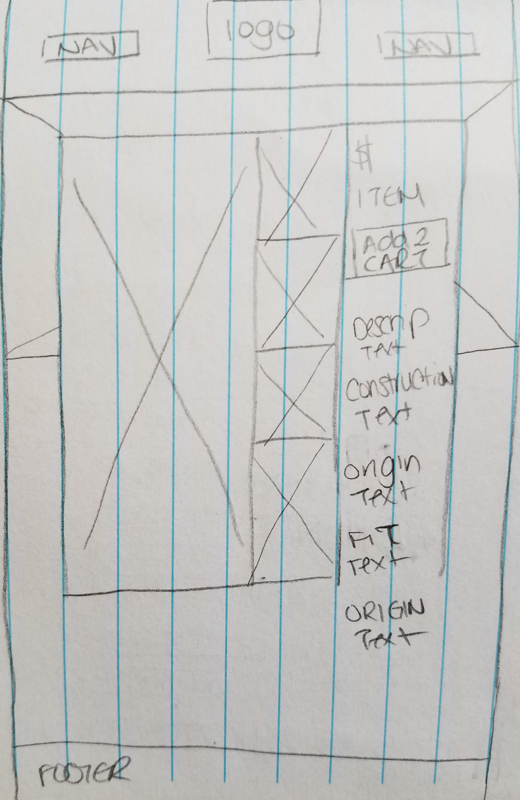 NAV
logo
NAV
$
ITEM
Add 2
CART
Descrip
Text
Construction
Text
Origin
Text
FIT
Text
ORIGIN
Text
FOOTER